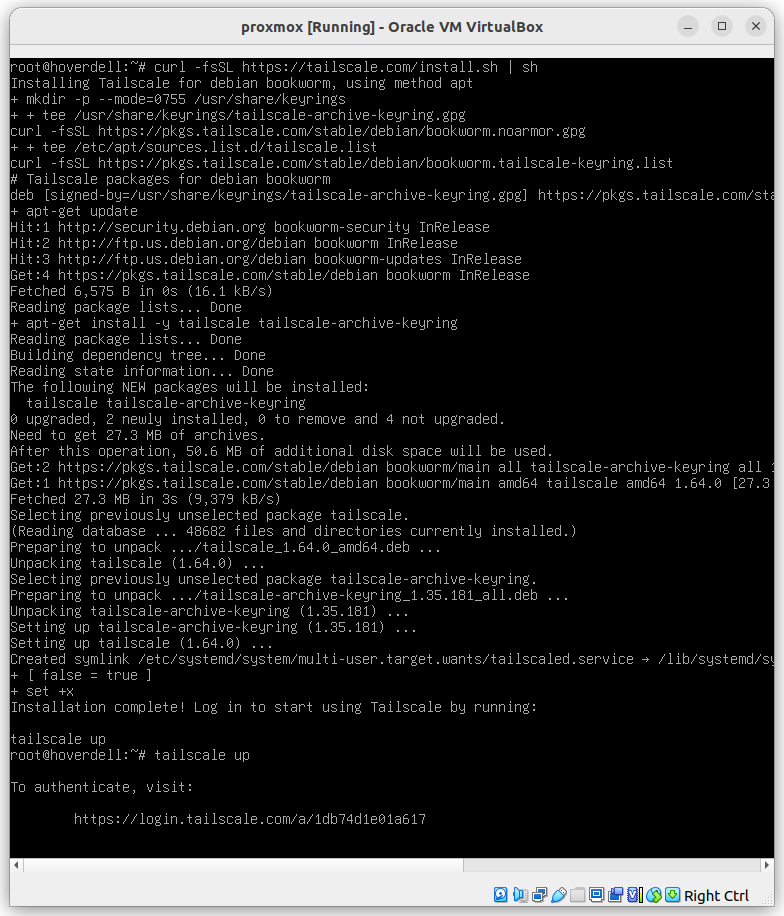 proxmox [Running] - Oracle VM VirtualBox
root@hoverdell:~# curl -fsSL https://tailscale.com/install.sh | sh
Installing Tailscale for debian bookworm, using method apt
+ mkdir -p --mode=0755 /usr/share/keyrings
+ + tee /usr/share/keyrings/tailscale-archive-keyring.gpg
curl -fsSL https://pkgs.tailscale.com/stable/debian/bookworm.noarmor.gpg
+ + tee /etc/apt/sources.list.d/tailscale.list
curl -fsSL https://pkgs.tailscale.com/stable/debian/bookworm.tailscale-keyring.list
# Tailscale packages for debian bookworm
deb [signed-by=/usr/share/keyrings/tailscale-archive-keyring.gpg] https://pkgs.tailscale.com/sta
+ apt-get update
Hit:1 http://security.debian.org bookworm-security InRelease
Hit:2 http://ftp.us.debian.org/debian bookworm InRelease
Hit:3 http://ftp.us.debian.org/debian bookworm-updates InRelease
Get:4 https://pkgs.tailscale.com/stable/debian bookworm InRelease
Fetched 6,575 B in 0s (16.1 kB/s)
Reading package lists... Done
+ apt-get install -y tailscale tailscale-archive-keyring
Reading package lists... Done
Building dependency tree... Done
Reading state information... Done
The following NEW packages will be installed:
  tailscale tailscale-archive-keyring
0 upgraded, 2 newly installed, 0 to remove and 4 not upgraded.
Need to get 27.3 MB of archives.
After this operation, 50.6 MB of additional disk space will be used.
Get:2 https://pkgs.tailscale.com/stable/debian bookworm/main all tailscale-archive-keyring all 1
Get:1 https://pkgs.tailscale.com/stable/debian bookworm/main amd64 tailscale amd64 1.64.0 [27.3
Fetched 27.3 MB in 3s (9,379 kB/s)
Selecting previously unselected package tailscale.
(Reading database ... 48682 files and directories currently installed.)
Preparing to unpack .../tailscale_1.64.0_amd64.deb ...
Unpacking tailscale (1.64.0) ...
Selecting previously unselected package tailscale-archive-keyring.
Preparing to unpack .../tailscale-archive-keyring_1.35.181_all.deb ...
Unpacking tailscale-archive-keyring (1.35.181) ...
Setting up tailscale-archive-keyring (1.35.181) ...
Setting up tailscale (1.64.0) ...
Created symlink /etc/systemd/system/multi-user.target.wants/tailscaled.service → /lib/systemd/sy
+ [ false = true ]
+ set +x
Installation complete! Log in to start using Tailscale by running:
tailscale up
root@hoverdell:~# tailscale up
To authenticate, visit:
https://login.tailscale.com/a/1db74d1e01a617
Right Ctrl